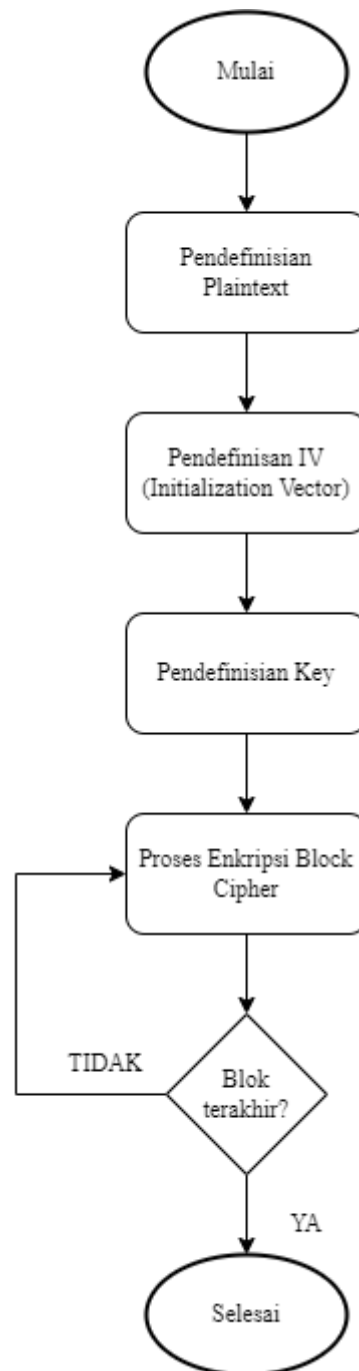 Mulai
Pendefinisian
Plaintext
Pendefinisan IV
(Initialization Vector)
Pendefinisian Key
Proses Enkripsi Block
Cipher
TIDAK
Blok
terakhir?
YA
Selesai